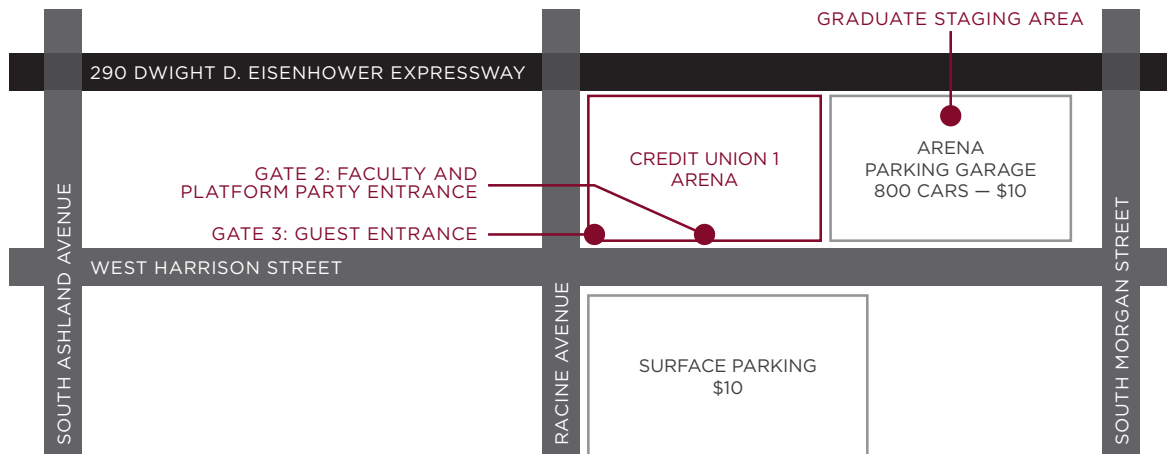 GRADUATE STAGING AREA
290 DWIGHT D. EISENHOWER EXPRESSWAY
ARENA
PARKING GARAGE
800 CARS — $10
CREDIT UNION 1
ARENA
GATE 2: FACULTY AND
PLATFORM PARTY ENTRANCE
GATE 3: GUEST ENTRANCE
WEST HARRISON STREET
SOUTH ASHLAND AVENUE
RACINE AVENUE
SOUTH MORGAN STREET
SURFACE PARKING
$10